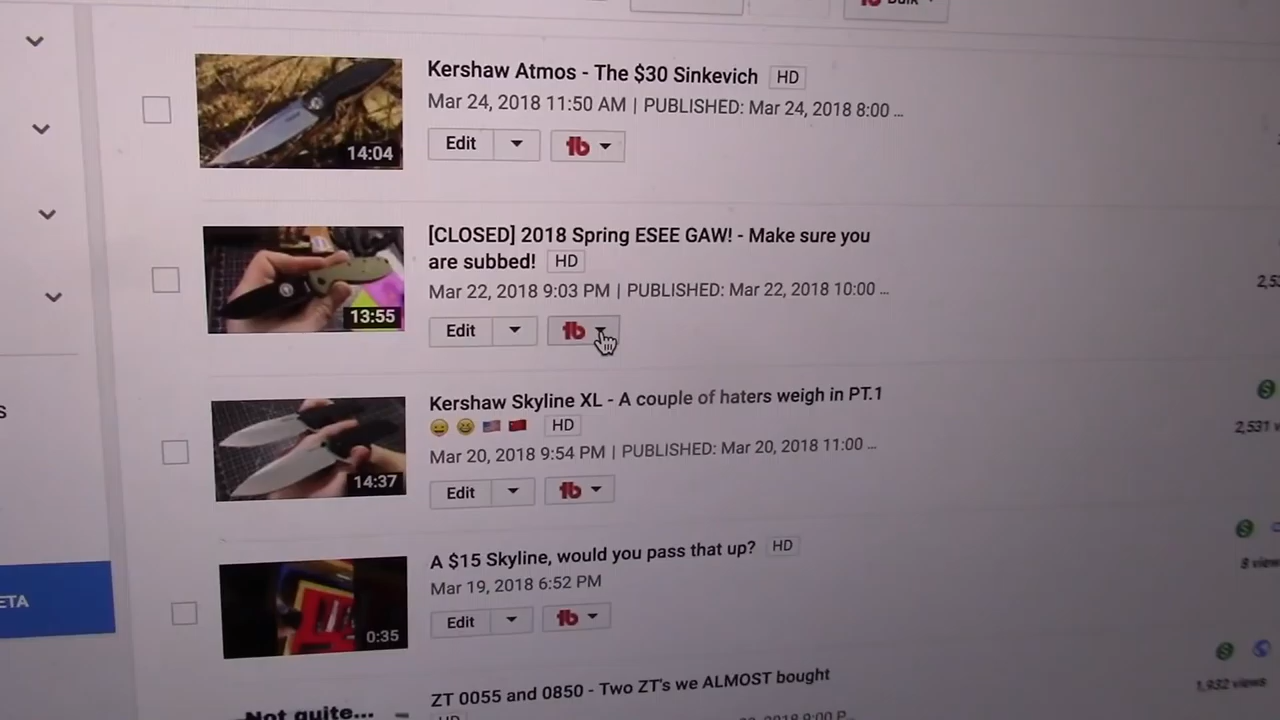 Kershaw Atmos - The $30 Sinkevich HD
Mar 24, 2018 11:50 AM | PUBLISHED: Mar 24, 2018 8:00 ...
14:04
Edit
[CLOSED] 2018 Spring ESEE GAW! - Make sure you
are subbed! HD
Mar 22, 2018 9:03 PM | PUBLISHED: Mar 22, 2018 10:00 ...
13:55
Edit
Kershaw Skyline XL - A couple of haters weigh in PT.1
HD
2,531
Mar 20, 2018 9:54 PM | PUBLISHED: Mar 20, 2018 11:00 ...
14:37
Edit
A $15 Skyline, would you pass that up? HD
Mar 19, 2018 6:52 PM
0:35
Edit
ETA
ZT 0055 and 0850 - Two ZT's we ALMOST bought
1,932 views
Not quite...